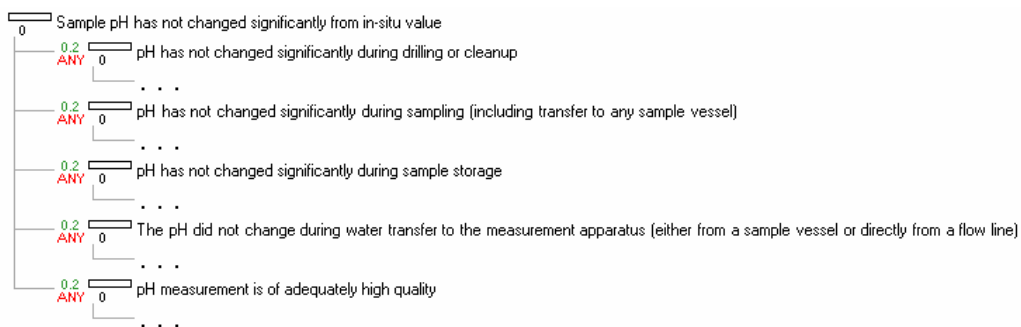 Sample pH has not changed significantly from in-situ value
0
0.2
ANY
0
pH has not changed significantly during drilling or cleanup
. . .
0.2
ANY
0
pH has not changed significantly during sampling (including transfer to any sample vessel)
. . .
0.2
ANY
0
pH has not changed significantly during sample storage
. . .
0.2
ANY
0
The pH did not change during water transfer to the measurement apparatus (either from a sample vessel or directly from a flow line)
. . .
0.2
ANY
0
pH measurement is of adequately high quality
. . .